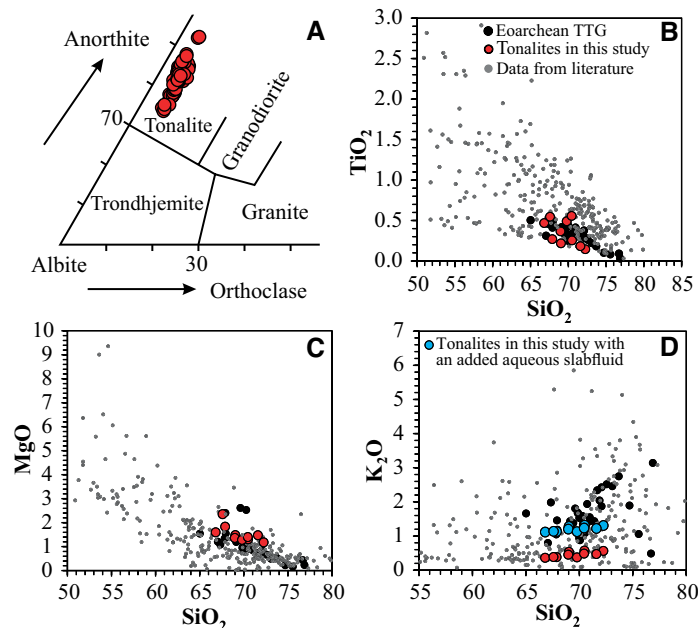 A
Anorthite
70
Tonalite
Granodiorite
Trondhjemite
Granite
Albite
30
Orthoclase
B
Eoarchean TTG
Tonalites in this study
Data from literature
TiO2
3.0
2.5
2.0
1.5
1.0
0.5
0.0
50 55 60 65 70 75 80 85
SiO2
C
MgO
10
9
8
7
6
5
4
3
2
1
0
50 55 60 65 70 75 80
SiO2
D
Tonalites in this study with
an added aqueous slabfluid
K2O
7
6
5
4
3
2
1
0
55 60 65 70 75 80
SiO2